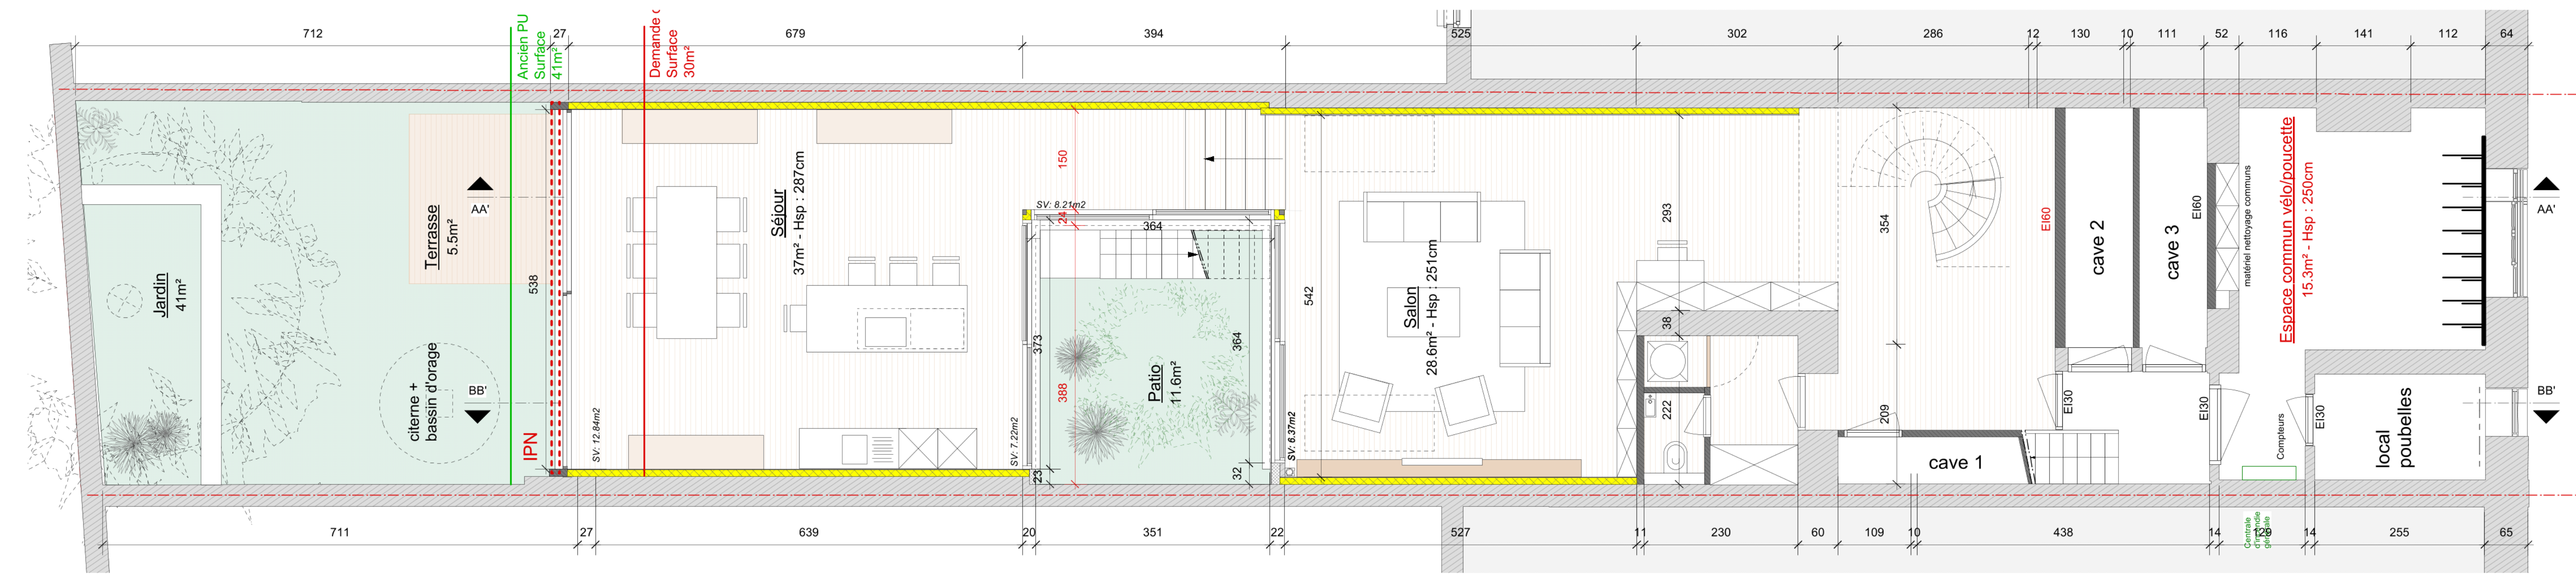 712
27
679
394
525
302
286
12
130
10
111
52
116
141
112
64
Ancien PU
Surface
41m²
Demande
Surface
30m²
Jardin
41m²
Terrasse
5.5m²
AA'
BB'
citerne +
bassin d'orage
IPN
538
SV: 12.84m2
Séjour
37m² - Hsp : 287cm
SV: 7.22m2
150
24
SV: 8.21m2
364
373
388
23
364
32
Patio
11.6m²
SV: 6.37m2
542
Salon
28.6m² - Hsp : 251cm
293
38
222
354
209
cave 1
EI60
EI30
cave 2
cave 3
EI60
EI30
matériel nettoyage communs
Espace commun vélo/poucette
15.3m² - Hsp : 250cm
Compteurs
EI30
local
poubelles
AA'
BB'
711
27
639
20
351
22
527
11
230
60
109
10
438
14
129
14
255
65
Centrale
d'incendie
générale